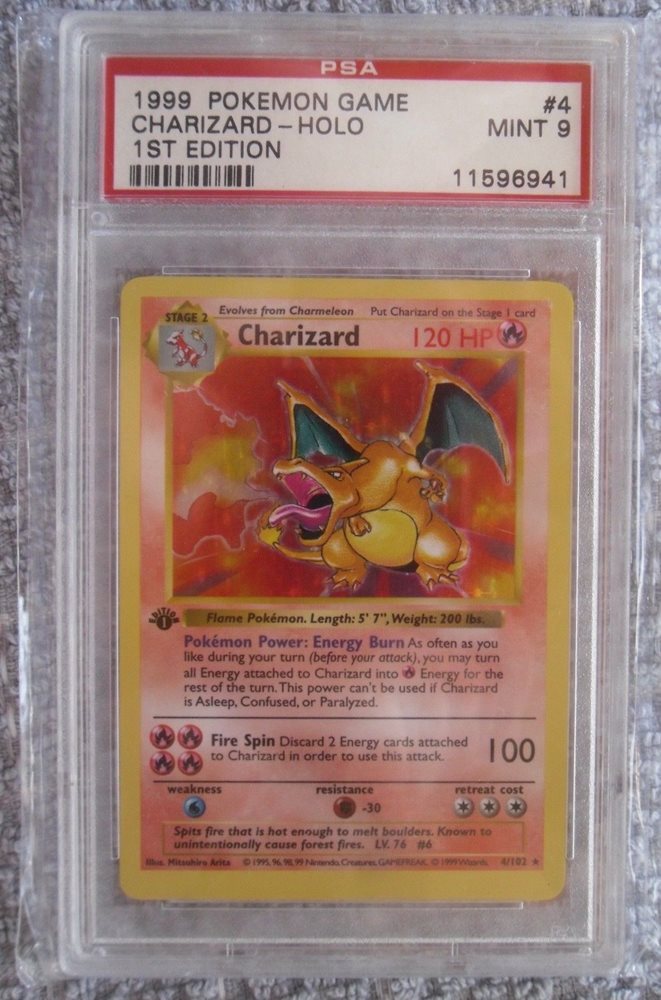 PSA
1999 POKEMON GAME #4
CHARIZARD-HOLO MINT 9
1ST EDITION
11596941
Evolves from Charmeleon Put Charizard on the Stage 1 card
STAGE 2
Charizard 120 HP
EDITION
1
Flame Pokémon. Length: 5' 7", Weight: 200 lbs.
Pokémon Power: Energy Burn As often as you
like during your turn (before your attack), you may turn
all Energy attached to Charizard into Energy for the
rest of the turn. This power can't be used if Charizard
is Asleep, Confused, or Paralyzed.
Fire Spin Discard 2 Energy cards attached
to Charizard in order to use this attack.
100
weakness resistance retreat cost
-30
Spits fire that is hot enough to melt boulders. Known to
unintentionally cause forest fires. LV. 76 #6
Illus. Mitsuhiro Arita © 1995, 96, 98, 99 Nintendo, Creatures, GAMEFREAK. © 1999 Wizards. 4/102 ★